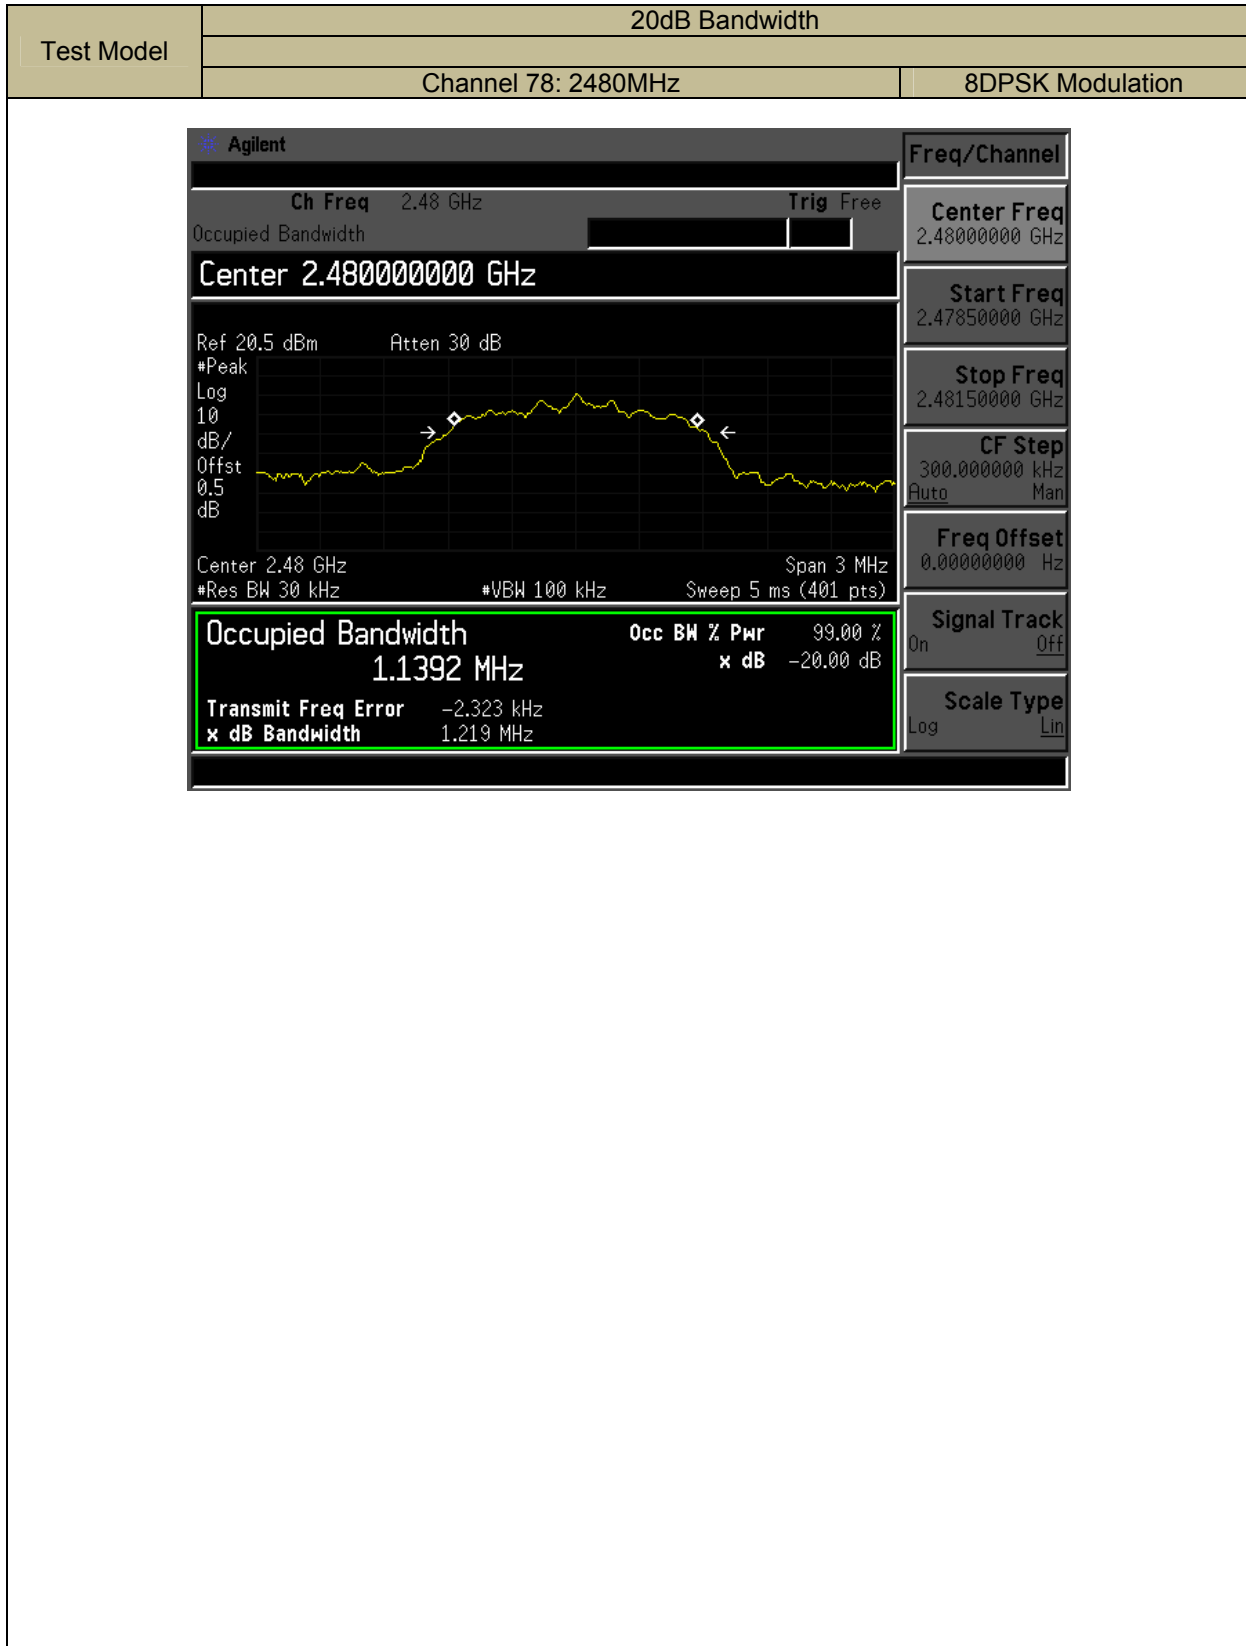 Test Model
20dB Bandwidth
Channel 78: 2480MHz
8DPSK Modulation
Agilent
Ch Freq 2.48 GHz
Trig Free
Occupied Bandwidth
Center 2.480000000 GHz
Ref 20.5 dBm Atten 30 dB
#Peak
Log
10
dB/
Offst
0.5
dB
Center 2.48 GHz Span 3 MHz
#Res BW 30 kHz #VBW 100 kHz Sweep 5 ms (401 pts)
Occupied Bandwidth
1.1392 MHz
Occ BW % Pwr 99.00 %
x dB -20.00 dB
Transmit Freq Error -2.323 kHz
x dB Bandwidth 1.219 MHz
Freq/Channel
Center Freq
2.48000000 GHz
Start Freq
2.47850000 GHz
Stop Freq
2.48150000 GHz
CF Step
300.000000 kHz
Auto Man
Freq Offset
0.00000000 Hz
Signal Track
On Off
Scale Type
Log Lin